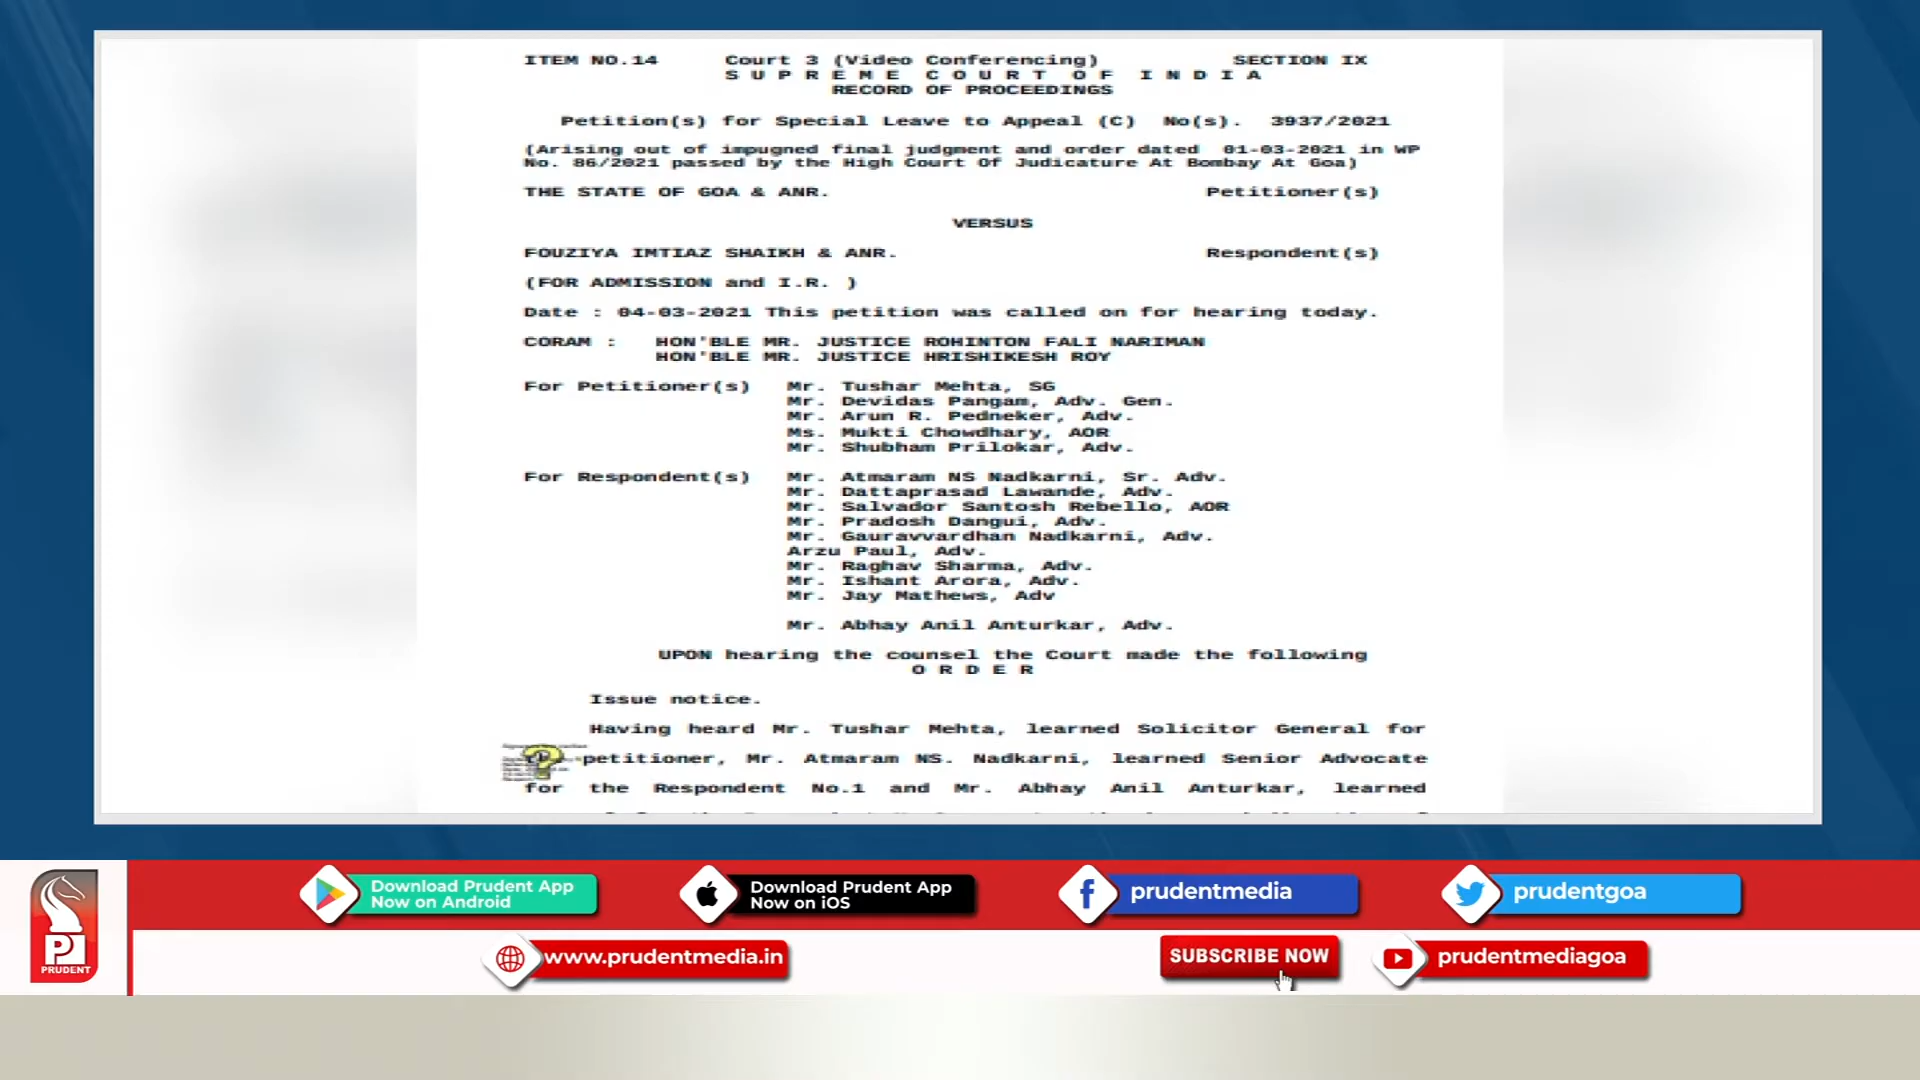 ITEM NO.14 Court 3 (Video Conferencing) SECTION IX
S U P R E M E C O U R T O F I N D I A
RECORD OF PROCEEDINGS
Petition(s) for Special Leave to Appeal (C) No(s). 3937/2021
(Arising out of impugned final judgment and order dated 01-03-2021 in WP
No. 86/2021 passed by the High Court Of Judicature At Bombay At Goa)
THE STATE OF GOA & ANR. Petitioner(s)
VERSUS
FOUZIYA IMTIAZ SHAIKH & ANR. Respondent(s)
(FOR ADMISSION and I.R. )
Date : 04-03-2021 This petition was called on for hearing today.
CORAM : HON'BLE MR. JUSTICE ROHINTON FALI NARIMAN
HON'BLE MR. JUSTICE HRISHIKESH ROY
For Petitioner(s) Mr. Tushar Mehta, SG
Mr. Devidas Pangam, Adv. Gen.
Mr. Arun R. Pedneker, Adv.
Ms. Mukti Chowdhary, AOR
Mr. Shubham Prilokar, Adv.
For Respondent(s) Mr. Atmaram NS Nadkarni, Sr. Adv.
Mr. Dattaprasad Lawande, Adv.
Mr. Salvador Santosh Rebello, AOR
Mr. Pradosh Dangui, Adv.
Mr. Gauravvardhan Nadkarni, Adv.
Arzu Paul, Adv.
Mr. Raghav Sharma, Adv.
Mr. Ishant Arora, Adv.
Mr. Jay Mathews, Adv
Mr. Abhay Anil Anturkar, Adv.
UPON hearing the counsel the Court made the following
O R D E R
Issue notice.
Having heard Mr. Tushar Mehta, learned Solicitor General for
petitioner, Mr. Atmaram NS. Nadkarni, learned Senior Advocate
for the Respondent No.1 and Mr. Abhay Anil Anturkar, learned
Download Prudent App
Now on Android
Download Prudent App
Now on iOS
prudentmedia
prudentgoa
PRUDENT
www.prudentmedia.in
SUBSCRIBE NOW
prudentmediagoa